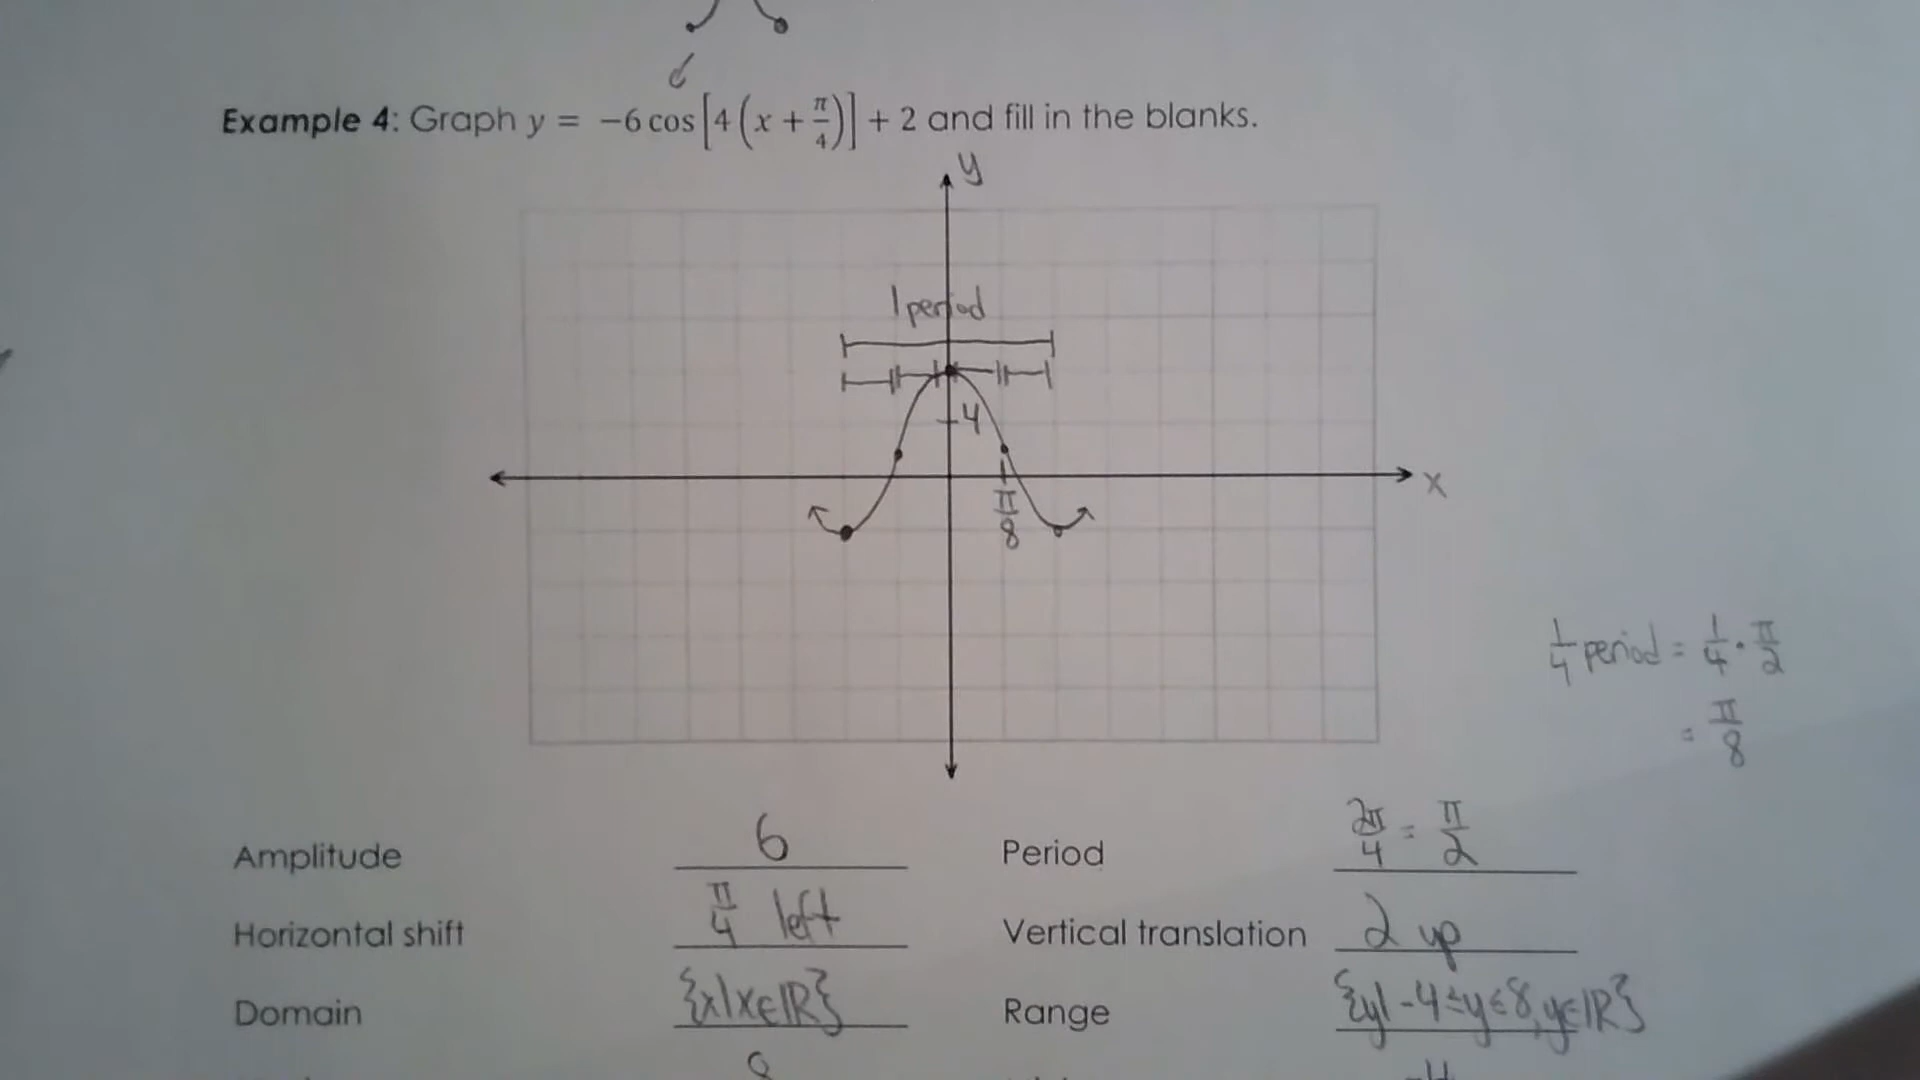 Example 4: Graph y = −6 cos[4(x + π/4)] + 2 and fill in the blanks.
y
1 period
4
x
π/8
1/4 period = 1/4 · π/2
= π/8
Amplitude 6 Period 2π/4 = π/2
Horizontal shift π/4 left Vertical translation 2 up
Domain {x|x∈ℝ} Range {y|-4≤y≤8, y∈ℝ}